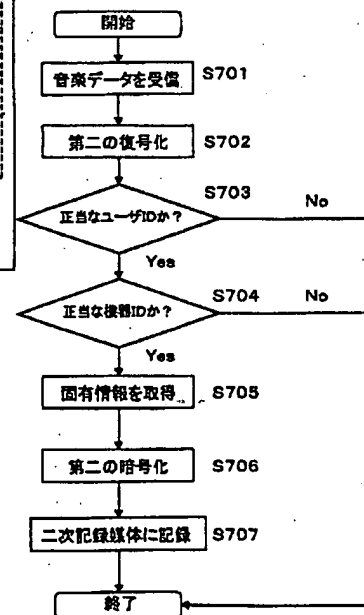 開始
音楽データを受信 S701
第二の復号化 S702
正当なユーザIDか? S703 No
Yes
正当な機器IDか? S704 No
Yes
固有情報を取得 S705
第二の暗号化 S706
二次記録媒体に記録 S707
終了